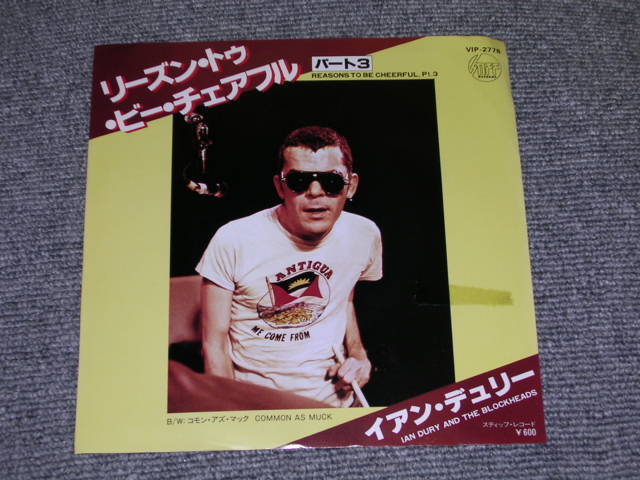 リーズン・トゥ
・ビー・チェアフル
パート3
REASONS TO BE CHEERFUL, Pt.3
VIP-2778
Stiff
RECORDS
ANTIGUA
ME COME FROM
B/W: コモン・アズ・マック COMMON AS MUCK
イアン・デュリー
IAN DURY AND THE BLOCKHEADS
スティッフ・レコード
¥600